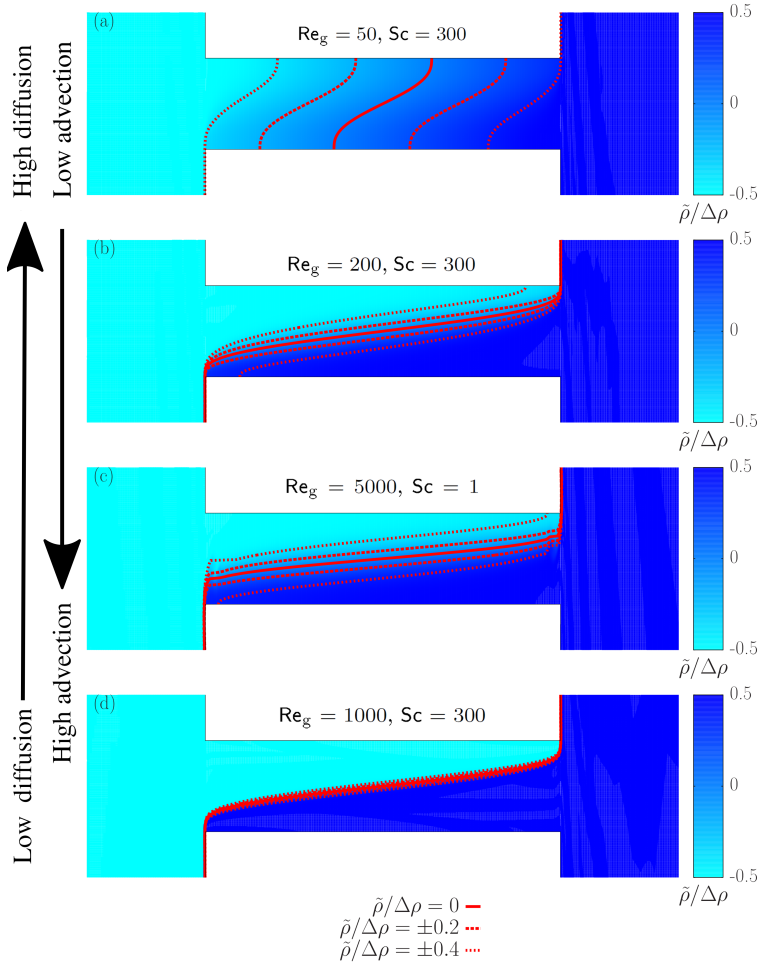 High diffusion
Low advection
(a)
Re_g = 50, Sc = 300
0.5
0
-0.5
ρ̃/Δρ
(b)
Re_g = 200, Sc = 300
0.5
0
-0.5
ρ̃/Δρ
(c)
Re_g = 5000, Sc = 1
0.5
0
-0.5
ρ̃/Δρ
(d)
Re_g = 1000, Sc = 300
0.5
0
-0.5
ρ̃/Δρ
Low diffusion
High advection
ρ̃/Δρ = 0
ρ̃/Δρ = ±0.2
ρ̃/Δρ = ±0.4